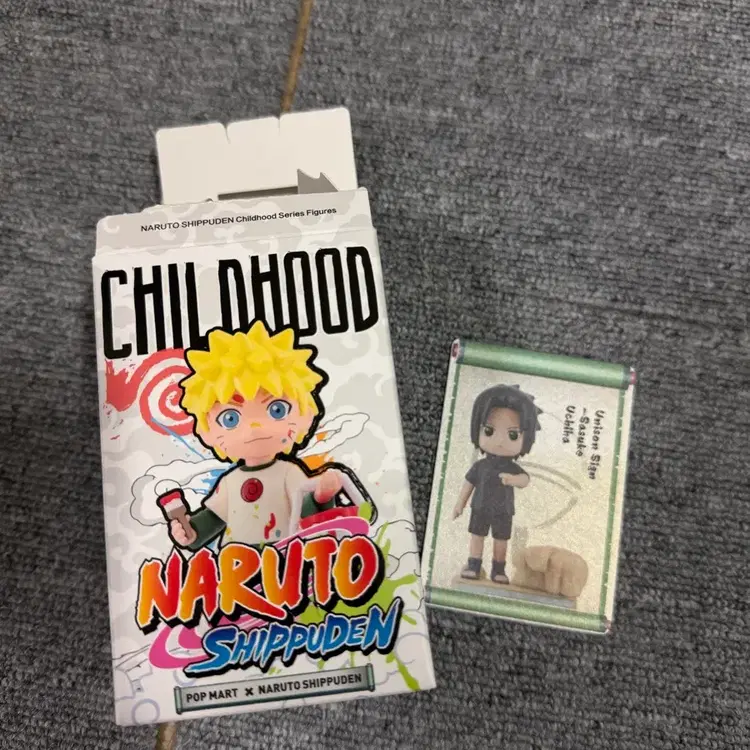 NARUTO SHIPPUDEN Childhood Series Figures
CHILDHOOD
NARUTO
SHIPPUDEN
POP MART × NARUTO SHIPPUDEN
Unison Sign
-Sasuke
Uchiha